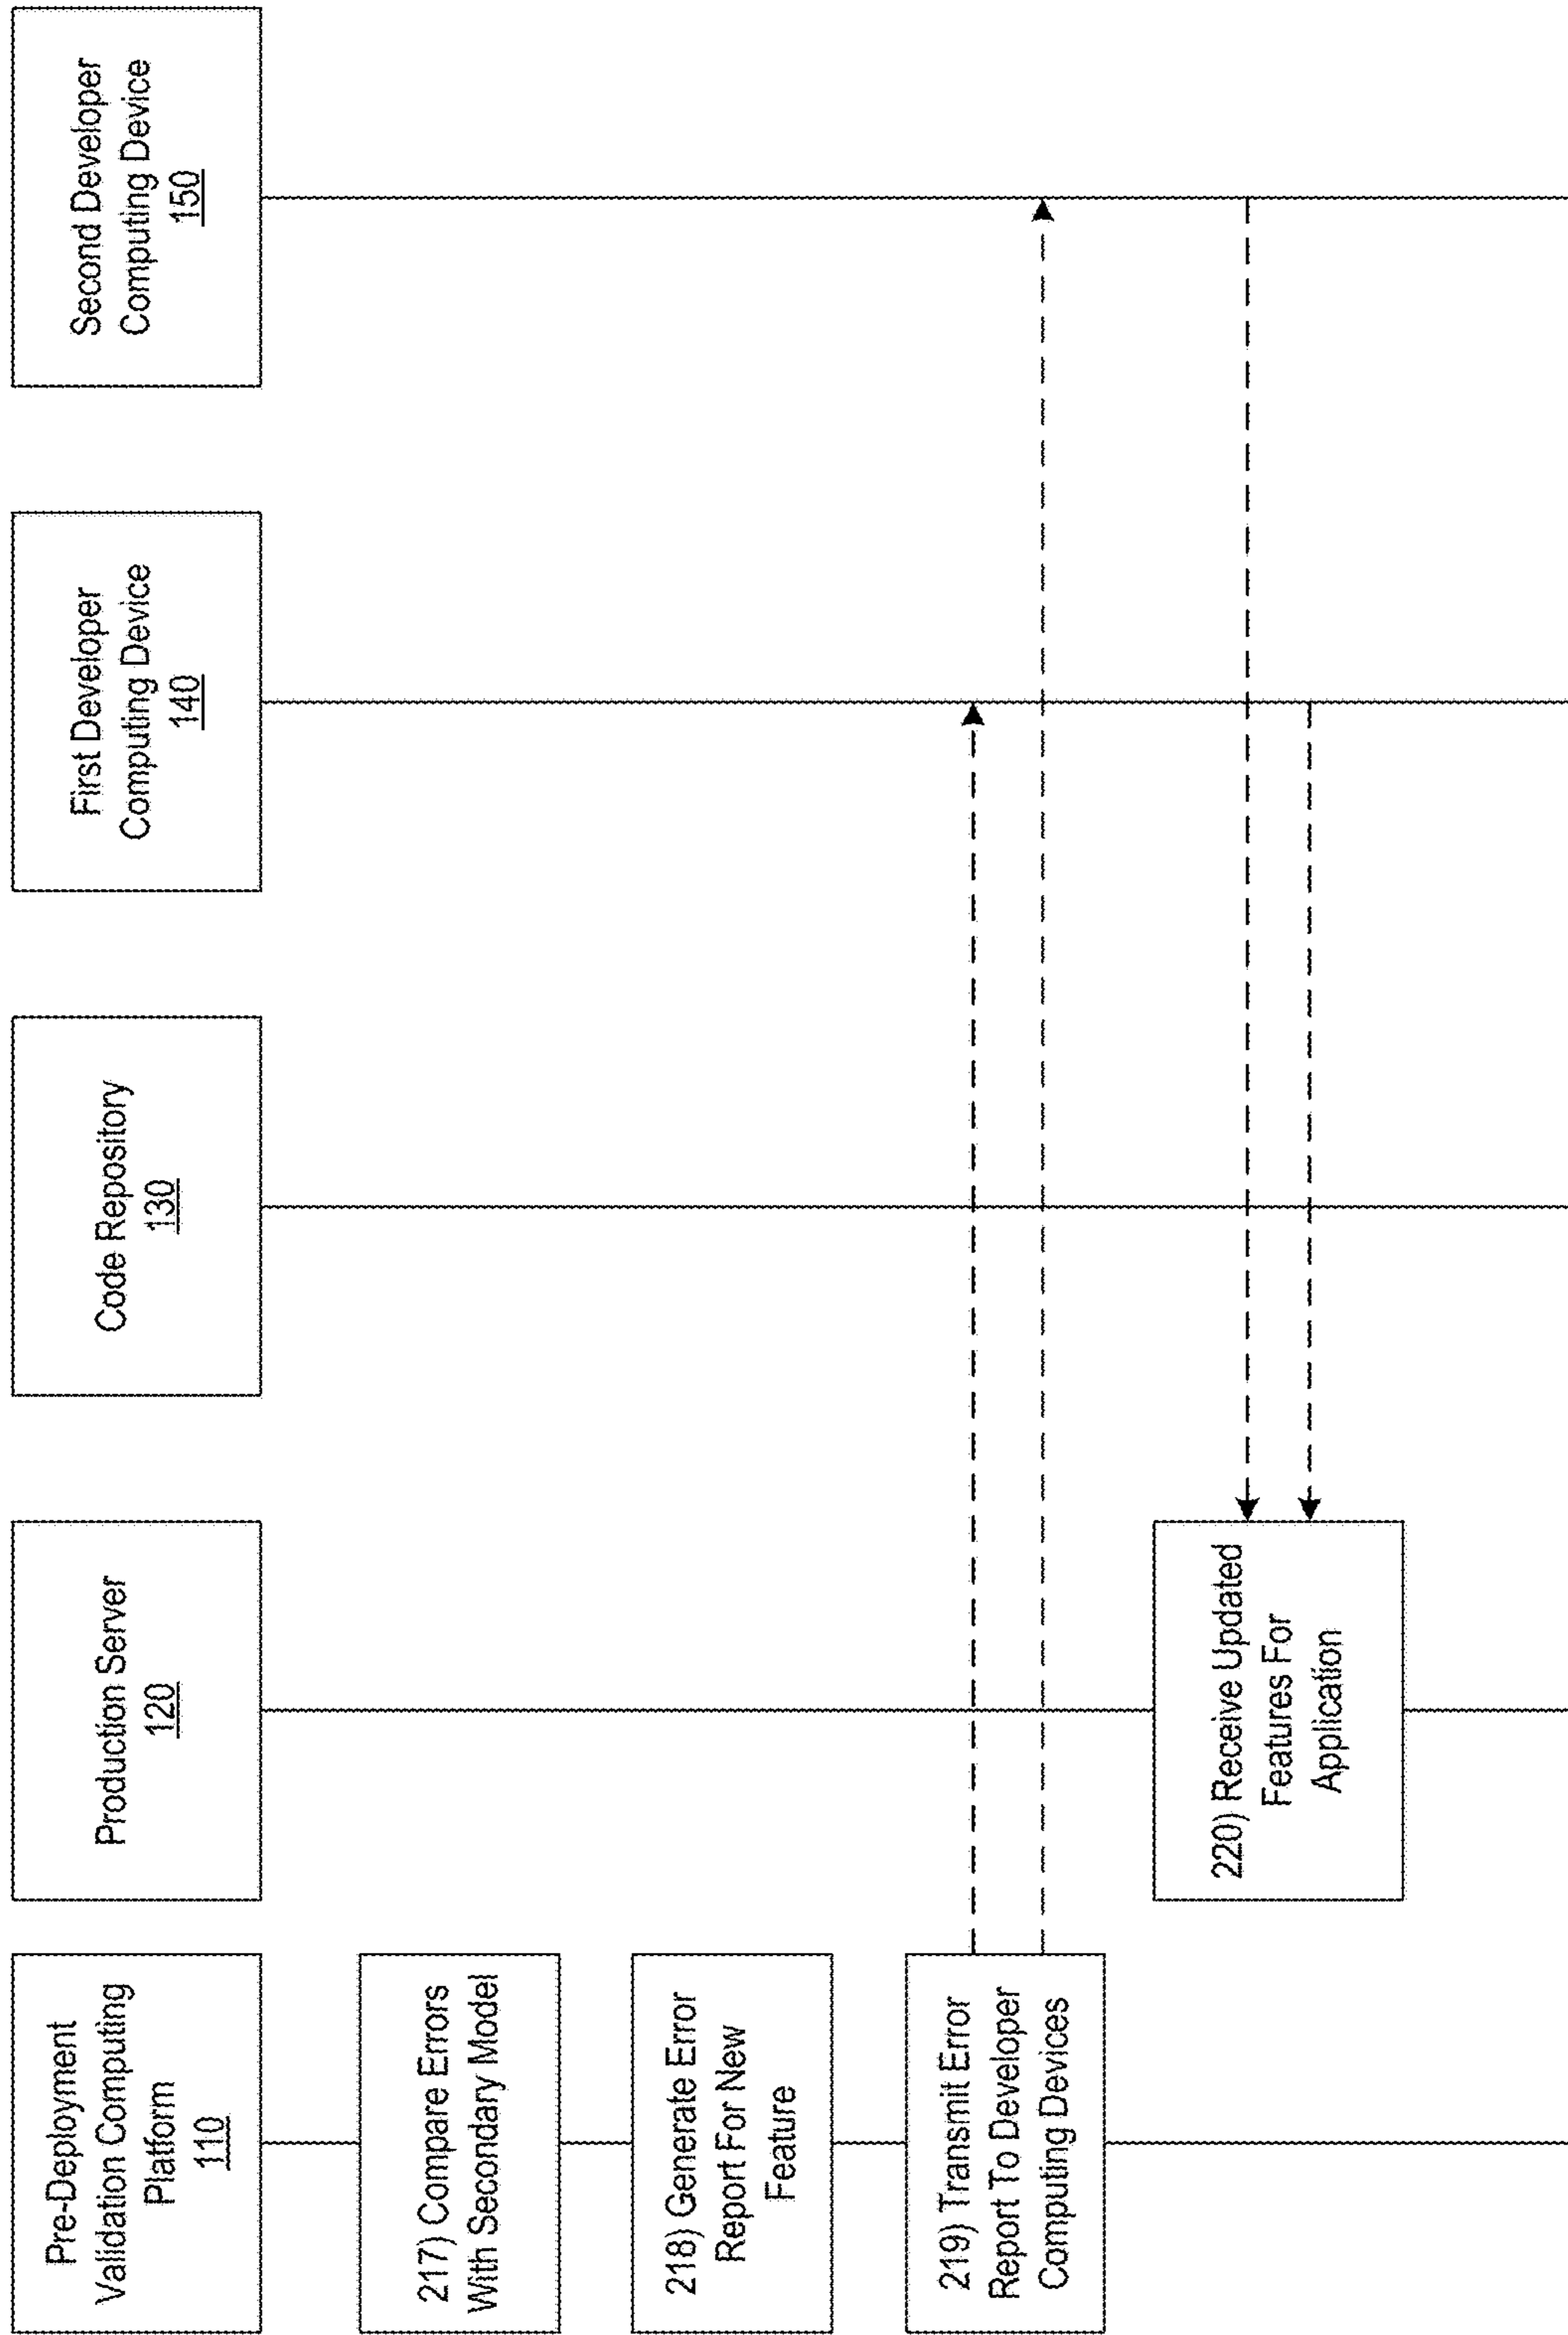 Pre-Deployment
Validation Computing
Platform
110
Production Server
120
Code Repository
130
First Developer
Computing Device
140
Second Developer
Computing Device
150
217) Compare Errors
With Secondary Model
218) Generate Error
Report For New
Feature
219) Transmit Error
Report To Developer
Computing Devices
220) Receive Updated
Features For
Application